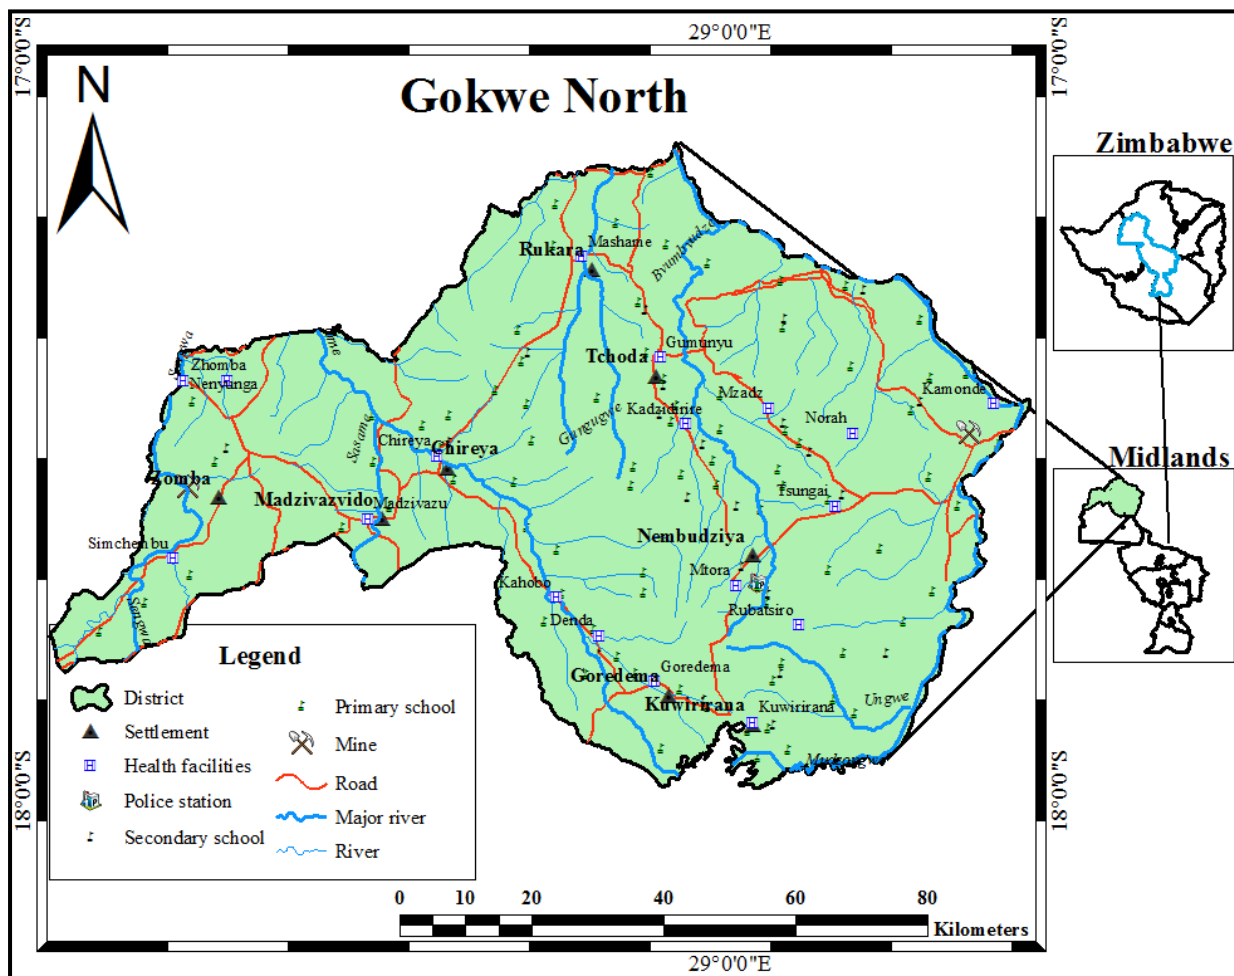 29°0'0"E
17°0'0"S
17°0'0"S
N
Gokwe North
Zimbabwe
Rukara
Mashame
Bvumbvudze
Tchoda
Gumunyu
Zhomba
Nenyunga
Kadzidirire
Mzadz
Norah
Kamonde
Gungugwe
Sasame
Chireya
Chireya
Midlands
Zomba
Madzivazvido
Madzivazu
Tsungai
Simchembu
Nembudziya
Mtora
Kahobo
Rubatsiro
Denda
Sengwa
Goredema
Goredema
Kuwirirana
Kuwirirana
Ungwe
Legend
District
Settlement
Health facilities
Police station
Secondary school
Primary school
Mine
Road
Major river
River
18°0'0"S
18°0'0"S
0 10 20 40 60 80
Kilometers
29°0'0"E